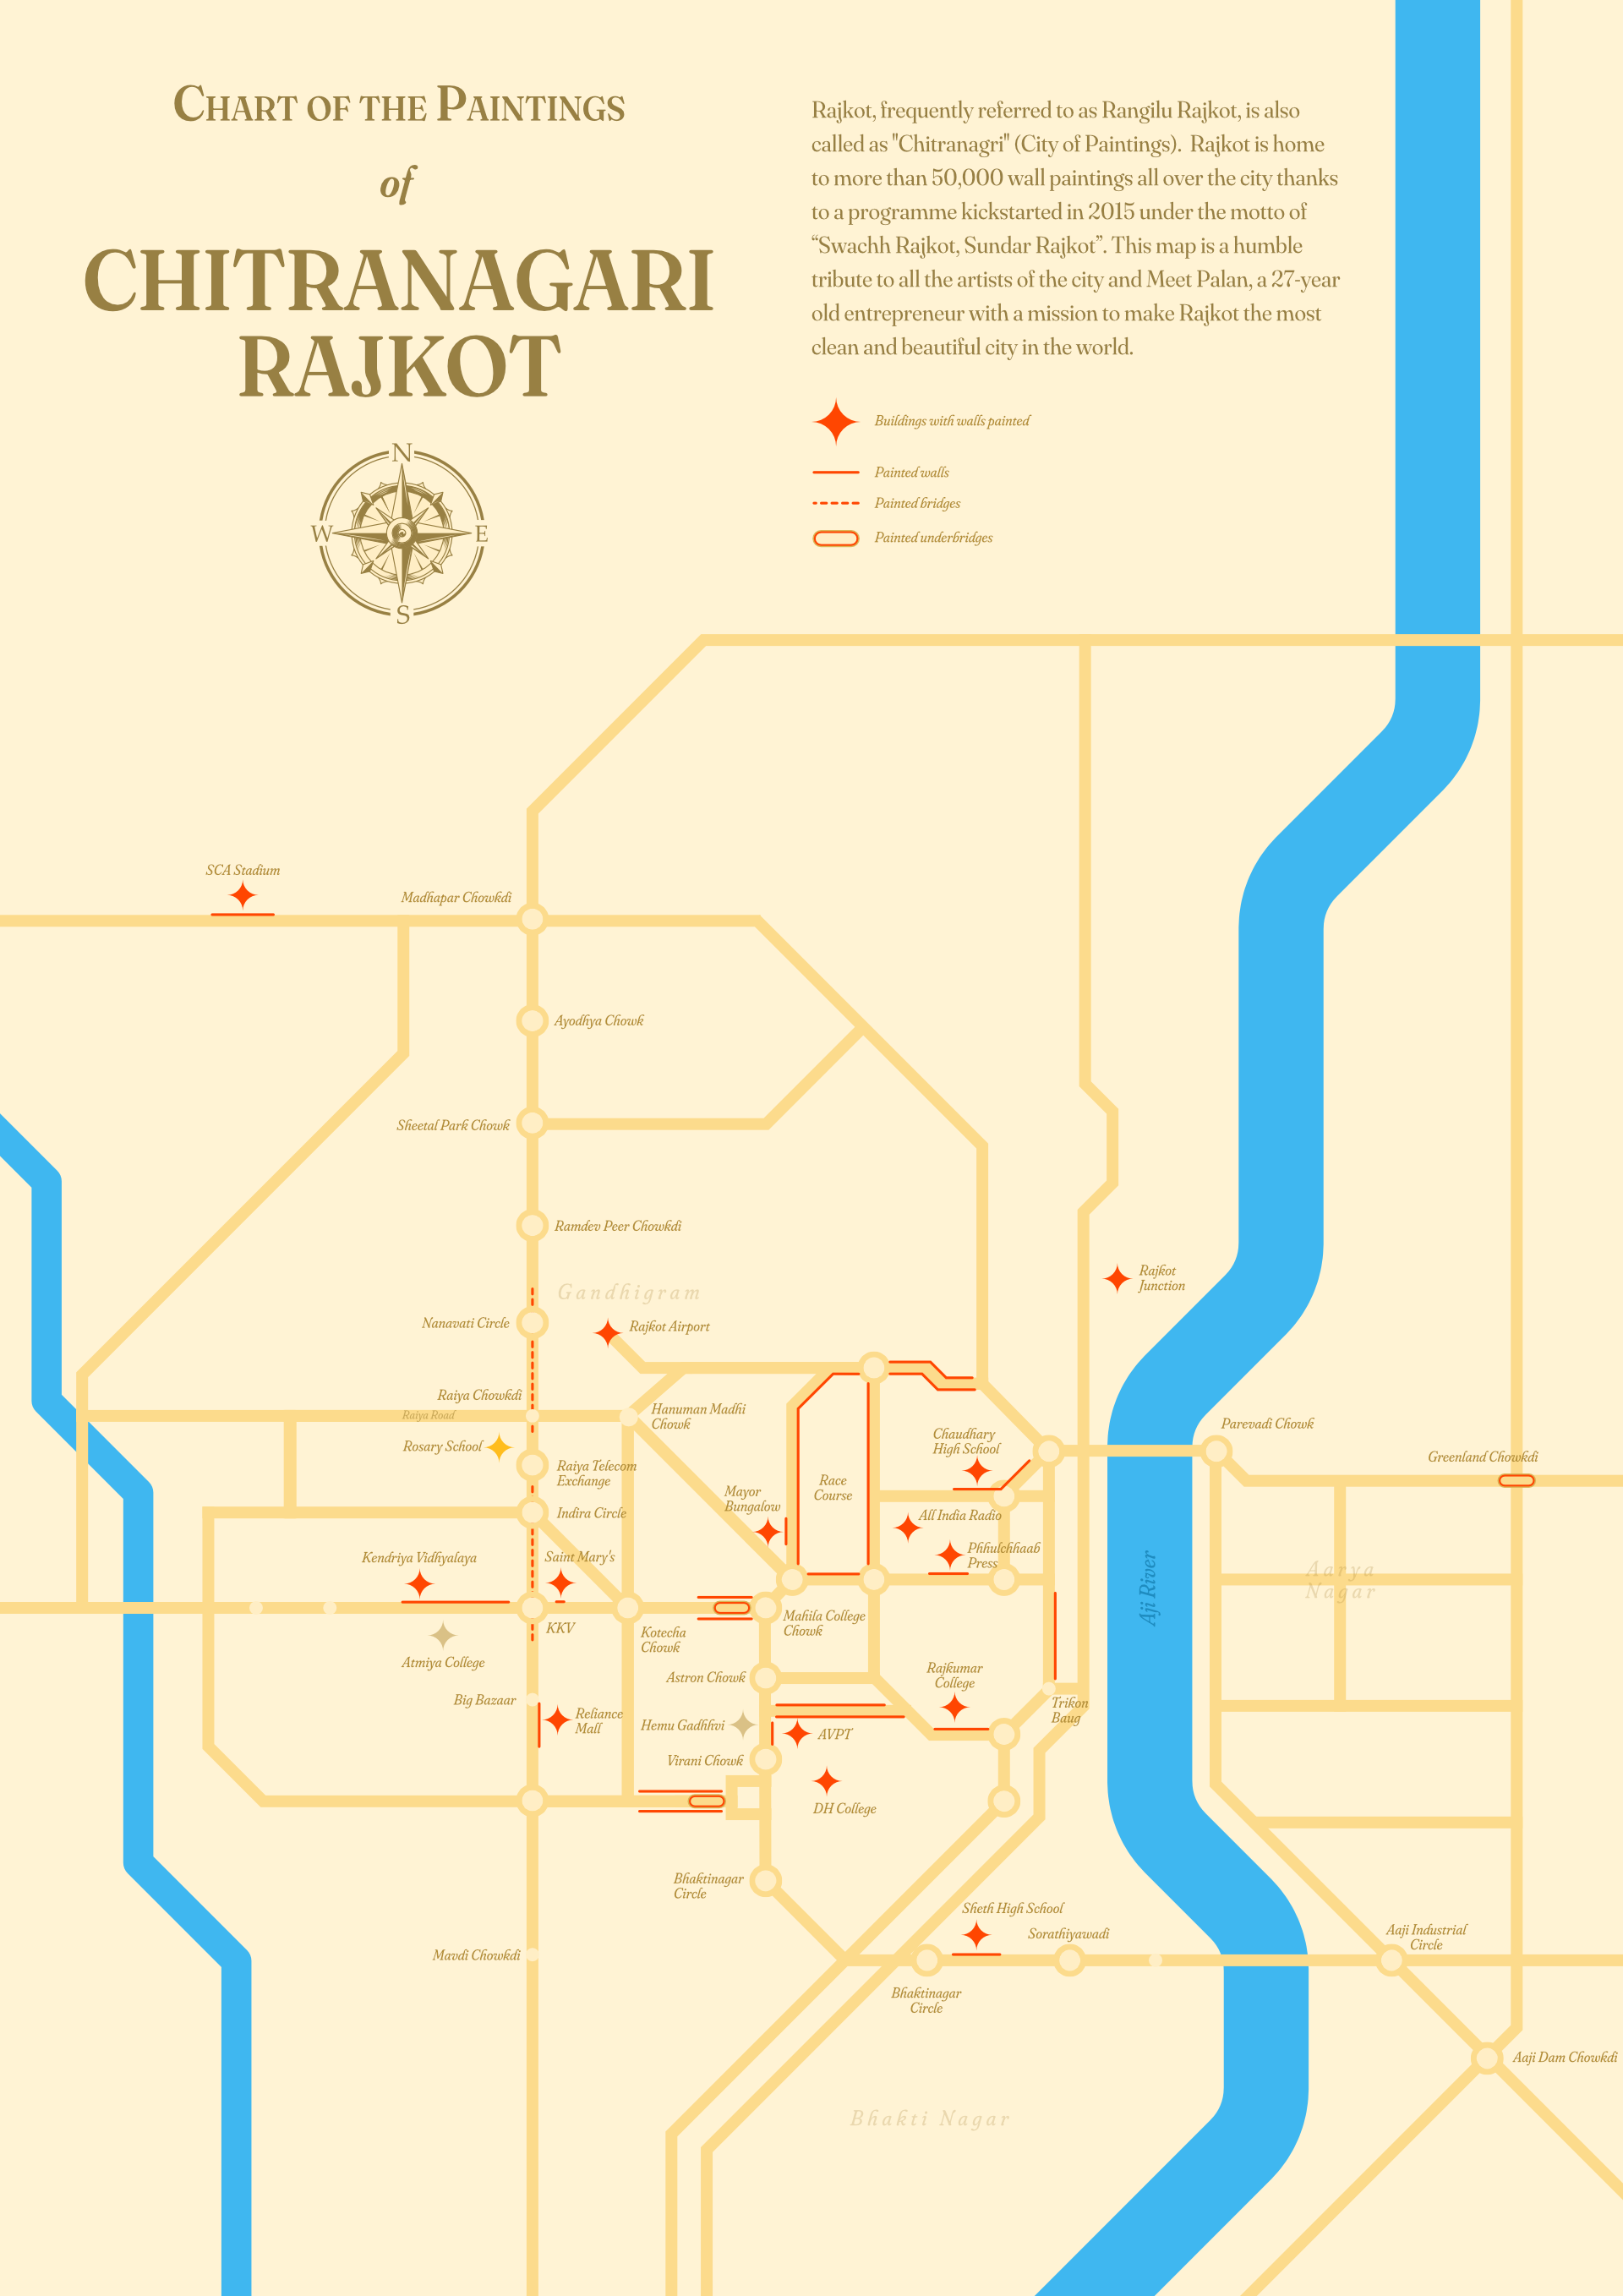 CHART OF THE PAINTINGS
of
CHITRANAGARI
RAJKOT
N
W
E
S
Rajkot, frequently referred to as Rangilu Rajkot, is also
called as "Chitranagri" (City of Paintings). Rajkot is home
to more than 50,000 wall paintings all over the city thanks
to a programme kickstarted in 2015 under the motto of
“Swachh Rajkot, Sundar Rajkot”. This map is a humble
tribute to all the artists of the city and Meet Palan, a 27-year
old entrepreneur with a mission to make Rajkot the most
clean and beautiful city in the world.
Buildings with walls painted
Painted walls
Painted bridges
Painted underbridges
SCA Stadium
Madhapar Chowkdi
Ayodhya Chowk
Sheetal Park Chowk
Ramdev Peer Chowkdi
Rajkot
Junction
Gandhigram
Nanavati Circle
Rajkot Airport
Raiya Chowkdi
Raiya Road
Hanuman Madhi
Chowk
Parevadi Chowk
Rosary School
Chaudhary
High School
Greenland Chowkdi
Raiya Telecom
Exchange
Race
Course
Mayor
Bungalow
Indira Circle
All India Radio
Kendriya Vidhyalaya
Saint Mary's
Phhulchhaab
Press
Aarya
Nagar
Aji River
KKV
Mahila College
Chowk
Kotecha
Chowk
Atmiya College
Astron Chowk
Rajkumar
College
Big Bazaar
Trikon
Baug
Reliance
Mall
Hemu Gadhhvi
AVPT
Virani Chowk
DH College
Bhaktinagar
Circle
Sheth High School
Sorathiyawadi
Aaji Industrial
Circle
Mavdi Chowkdi
Bhaktinagar
Circle
Aaji Dam Chowkdi
Bhakti Nagar